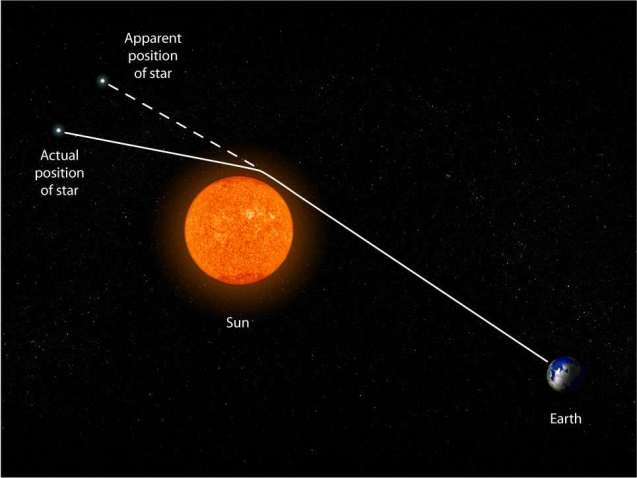 Apparent
position
of star
Actual
position
of star
Sun
Earth